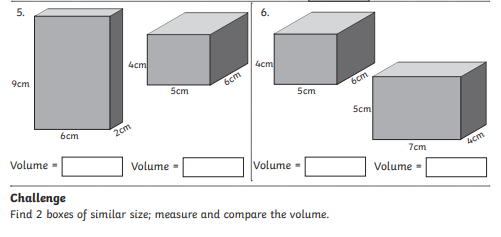 5.
6.
4cm
6cm
5cm
9cm
6cm
2cm
4cm
6cm
5cm
5cm
4cm
7cm
Volume =
Volume =
Volume =
Volume =
Challenge
Find 2 boxes of similar size; measure and compare the volume.